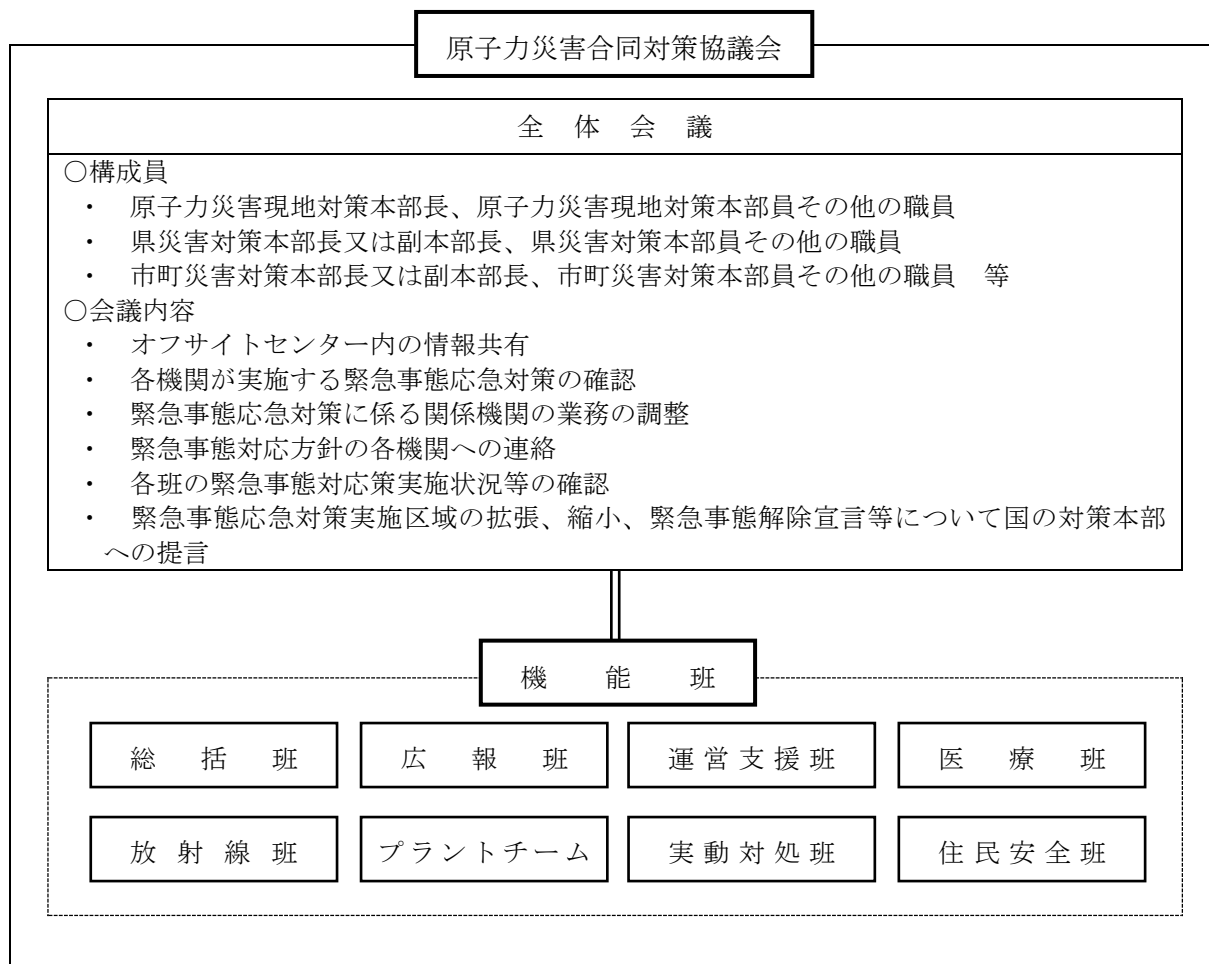 原子力災害合同対策協議会
全体会議
○構成員
・ 原子力災害現地対策本部長、原子力災害現地対策本部員その他の職員
・ 県災害対策本部長又は副本部長、県災害対策本部員その他の職員
・ 市町災害対策本部長又は副本部長、市町災害対策本部員その他の職員 等
○会議内容
・ オフサイトセンター内の情報共有
・ 各機関が実施する緊急事態応急対策の確認
・ 緊急事態応急対策に係る関係機関の業務の調整
・ 緊急事態対応方針の各機関への連絡
・ 各班の緊急事態対応策実施状況等の確認
・ 緊急事態応急対策実施区域の拡張、縮小、緊急事態解除宣言等について国の対策本部
への提言
機能班
総括班 広報班 運営支援班 医療班
放射線班 プラントチーム 実動対処班 住民安全班